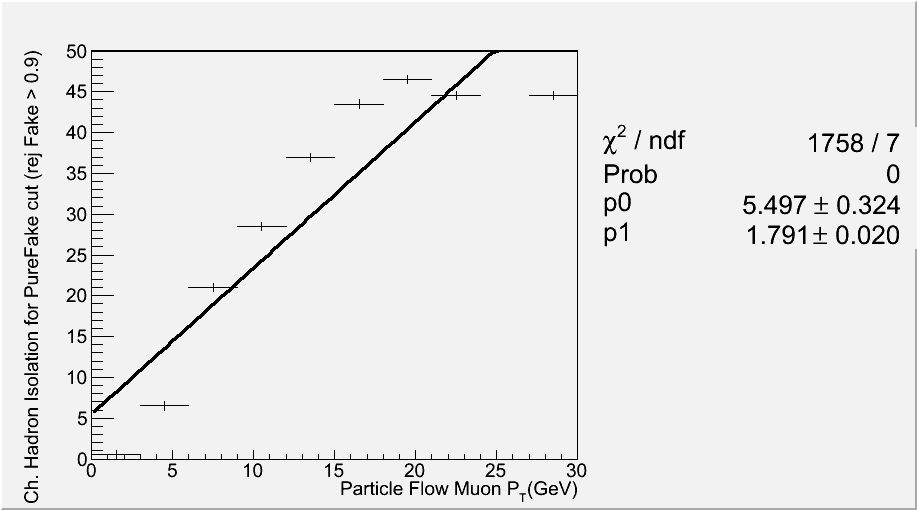 Ch. Hadron Isolation for PureFake cut (rej Fake > 0.9)
50
45
40
35
30
25
20
15
10
5
0
0 5 10 15 20 25 30
Particle Flow Muon P_T(GeV)
χ² / ndf 1758 / 7
Prob 0
p0 5.497 ± 0.324
p1 1.791 ± 0.020